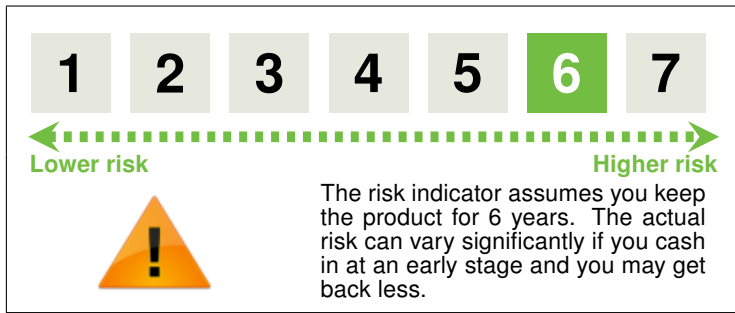 1 2 3 4 5 6 7
Lower risk Higher risk
The risk indicator assumes you keep
the product for 6 years. The actual
risk can vary significantly if you cash
in at an early stage and you may get
back less.